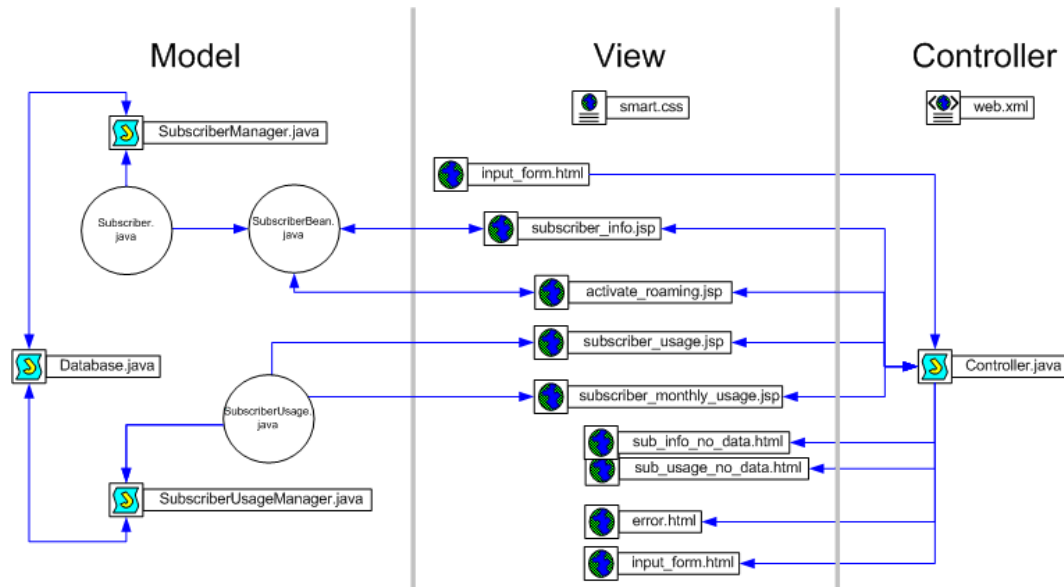 Model
View
Controller
smart.css
web.xml
SubscriberManager.java
input_form.html
Subscriber.
java
SubscriberBean.
java
subscriber_info.jsp
activate_roaming.jsp
subscriber_usage.jsp
Database.java
Controller.java
subscriber_monthly_usage.jsp
SubscriberUsage.
java
sub_info_no_data.html
sub_usage_no_data.html
SubscriberUsageManager.java
error.html
input_form.html